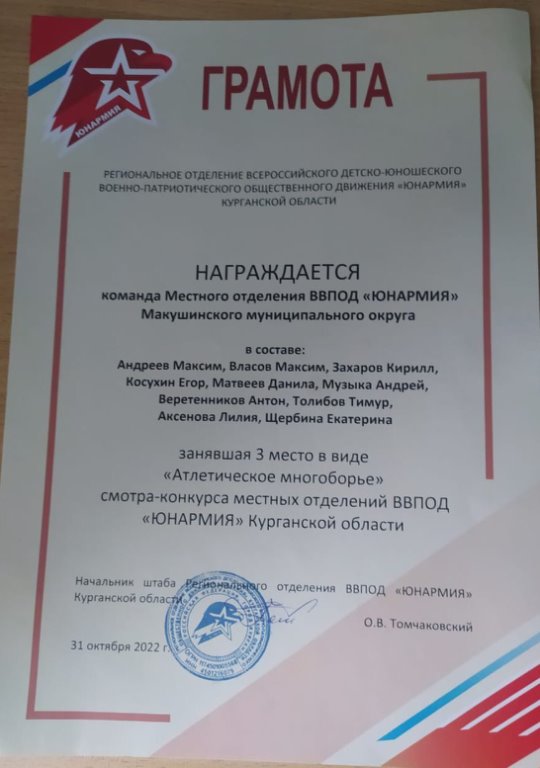 ЮНАРМИЯ
ГРАМОТА
РЕГИОНАЛЬНОЕ ОТДЕЛЕНИЕ ВСЕРОССИЙСКОГО ДЕТСКО-ЮНОШЕСКОГО
ВОЕННО-ПАТРИОТИЧЕСКОГО ОБЩЕСТВЕННОГО ДВИЖЕНИЯ «ЮНАРМИЯ»
КУРГАНСКОЙ ОБЛАСТИ
НАГРАЖДАЕТСЯ
команда Местного отделения ВВПОД «ЮНАРМИЯ»
Макушинского муниципального округа
в составе:
Андреев Максим, Власов Максим, Захаров Кирилл,
Косухин Егор, Матвеев Данила, Музыка Андрей,
Веретенников Антон, Толибов Тимур,
Аксенова Лилия, Щербина Екатерина
занявшая 3 место в виде
«Атлетическое многоборье»
смотра-конкурса местных отделений ВВПОД
«ЮНАРМИЯ» Курганской области
Начальник штаба Регионального отделения ВВПОД «ЮНАРМИЯ»
Курганской области
О.В. Томчаковский
31 октября 2022 г.